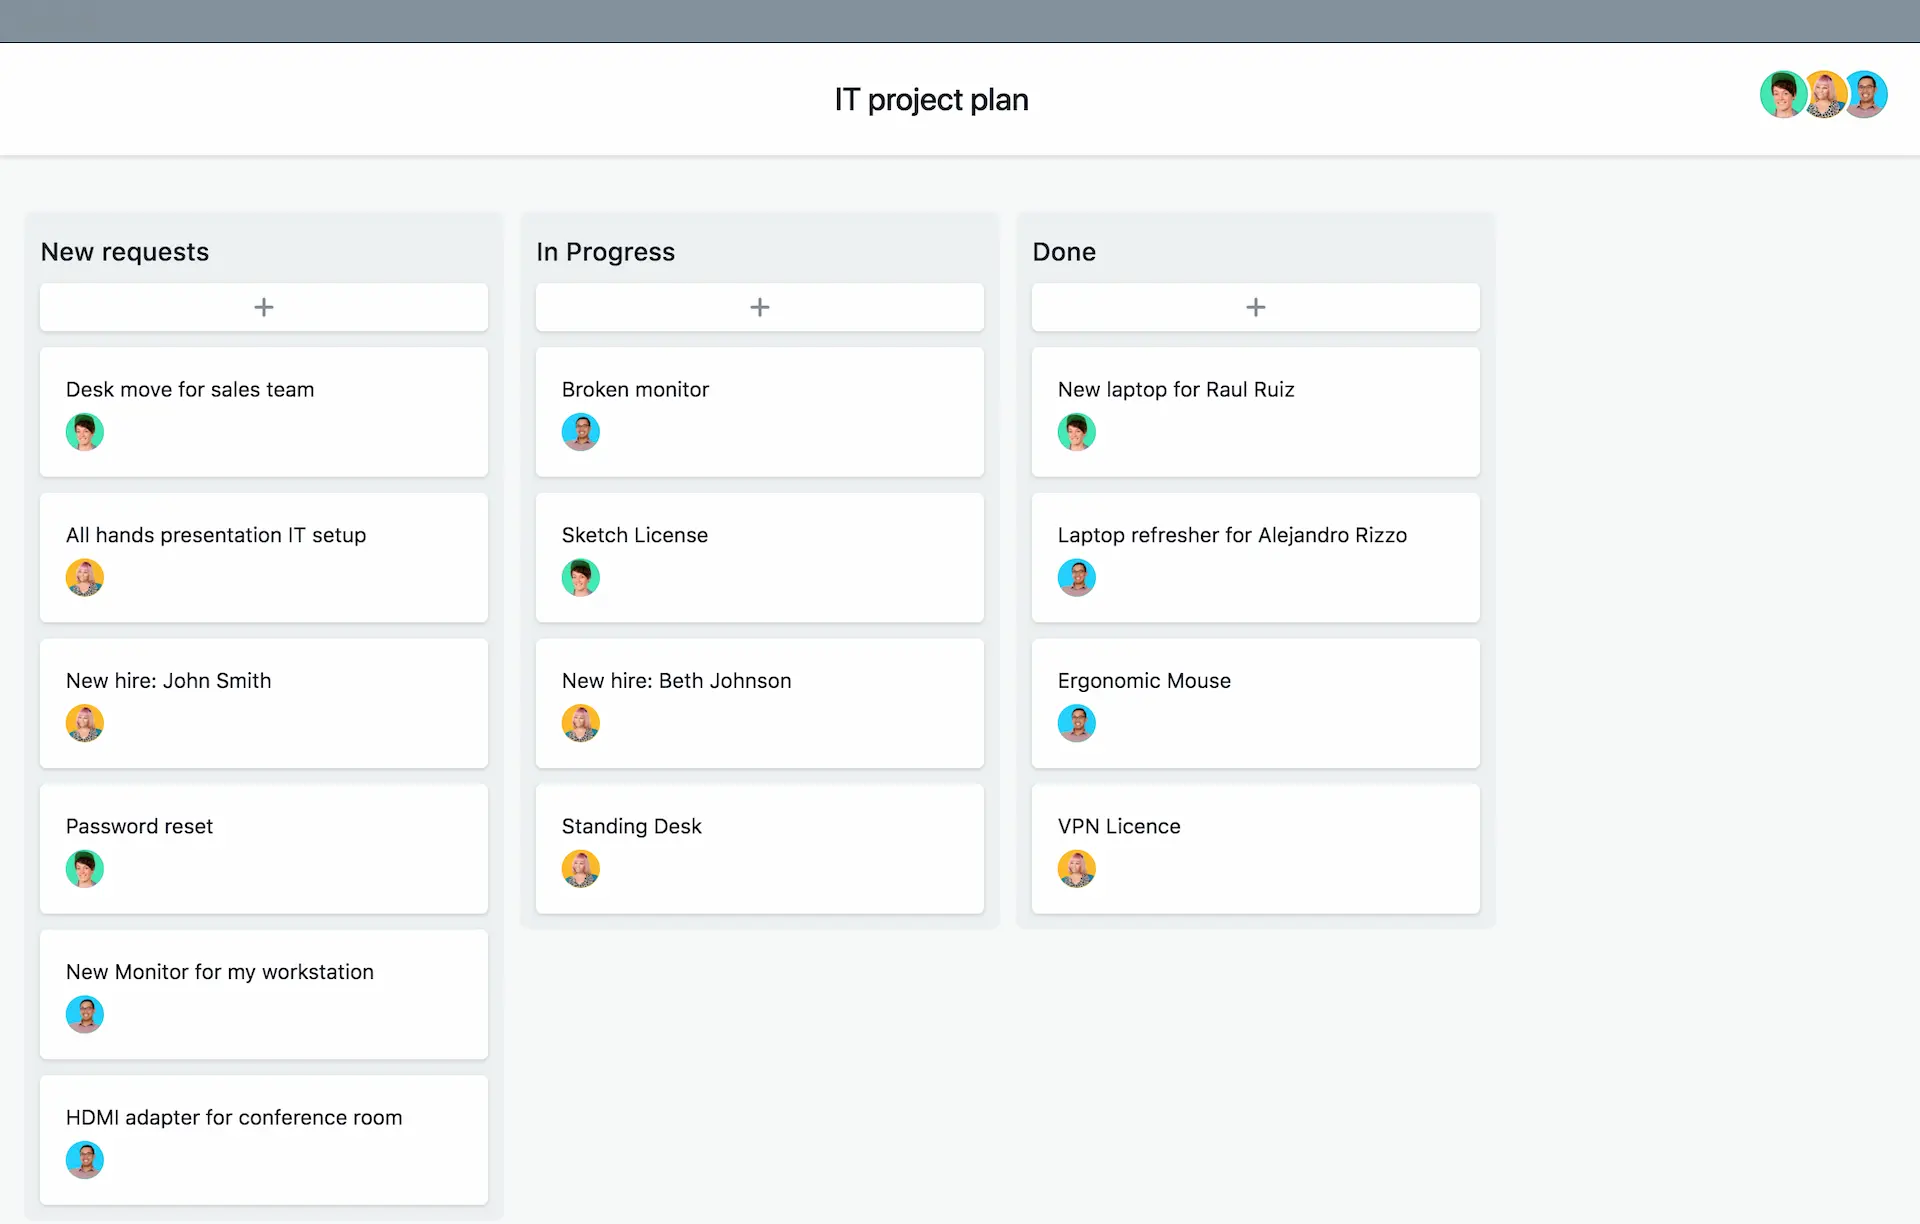 IT project plan
New requests
Desk move for sales team
All hands presentation IT setup
New hire: John Smith
Password reset
New Monitor for my workstation
HDMI adapter for conference room
In Progress
Broken monitor
Sketch License
New hire: Beth Johnson
Standing Desk
Done
New laptop for Raul Ruiz
Laptop refresher for Alejandro Rizzo
Ergonomic Mouse
VPN Licence